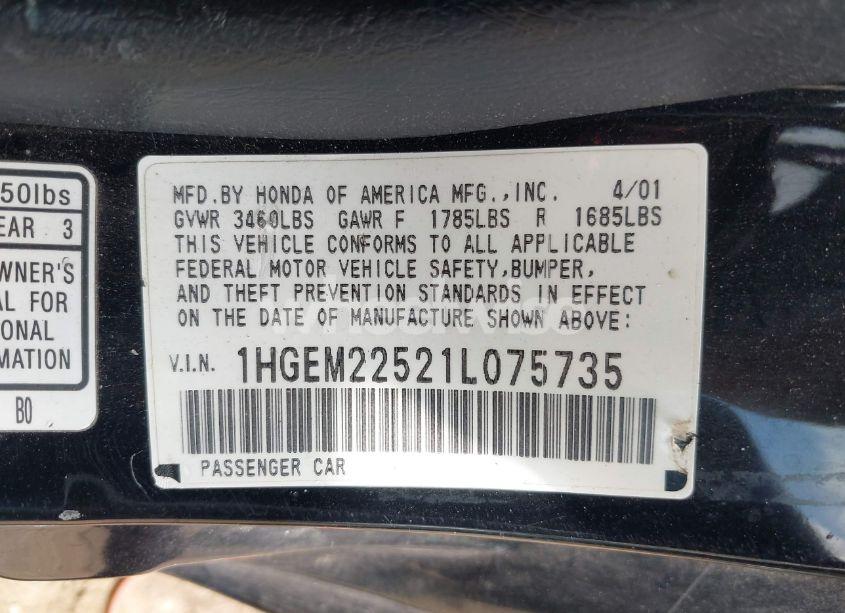 50lbs
EAR 3
WNER'S
AL FOR
IONAL
RMATION
B0
MFD.BY HONDA OF AMERICA MFG.,INC. 4/01
GVWR 3460LBS GAWR F 1785LBS R 1685LBS
THIS VEHICLE CONFORMS TO ALL APPLICABLE
FEDERAL MOTOR VEHICLE SAFETY,BUMPER,
AND THEFT PREVENTION STANDARDS IN EFFECT
ON THE DATE OF MANUFACTURE SHOWN ABOVE:
V.I.N. 1HGEM22521L075735
PASSENGER CAR